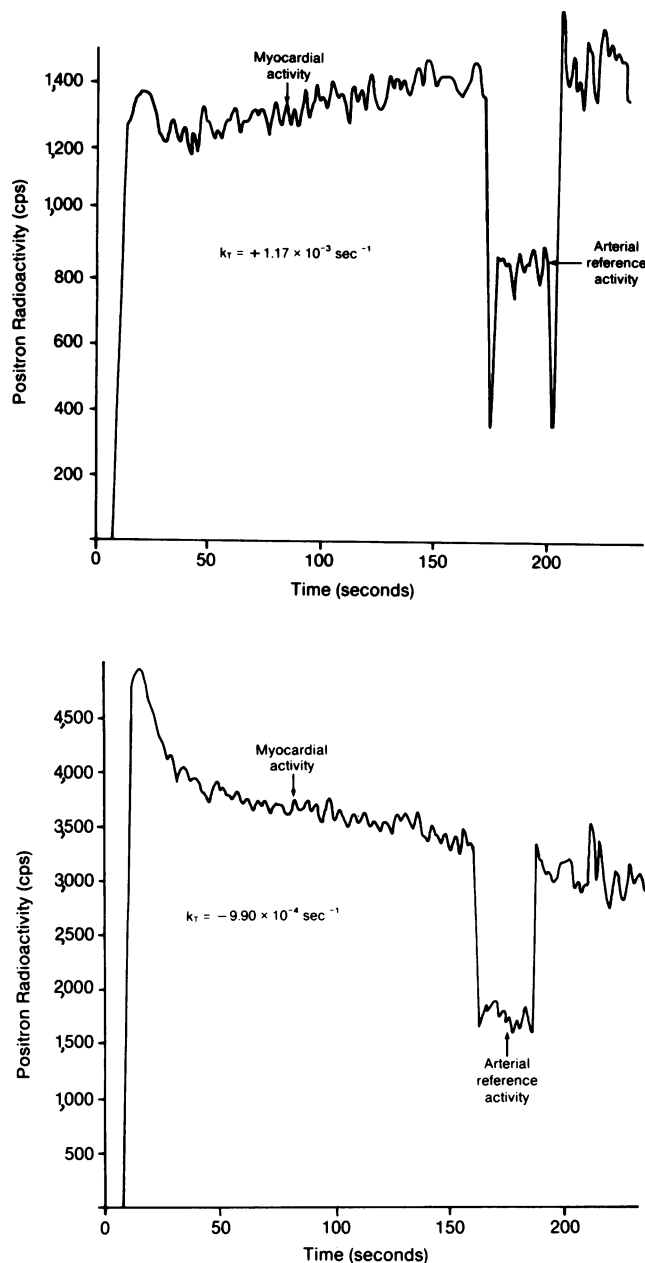 Positron Radioactivity (cps)
1,400
1,200
1,000
800
600
400
200
0
50
100
150
200
Time (seconds)
Myocardial
activity
k_T = +1.17 × 10⁻³ sec⁻¹
Arterial
reference
activity
Positron Radioactivity (cps)
4,500
4,000
3,500
3,000
2,500
2,000
1,500
1,000
500
0
50
100
150
200
Time (seconds)
Myocardial
activity
k_T = −9.90 × 10⁻⁴ sec⁻¹
Arterial
reference
activity